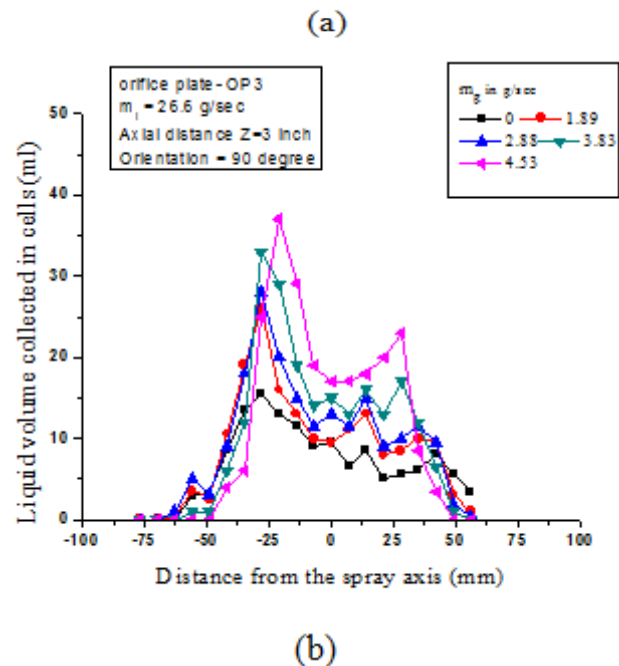 (a)
orifice plate-OP3
m_l = 26.6 g/sec
Axial distance Z=3 inch
Orientation = 90 degree
m_g in g/sec
0 1.89
2.88 3.83
4.53
50
40
30
20
10
0
-100 -75 -50 -25 0 25 50 75 100
Liquid volume collected in cells (ml)
Distance from the spray axis (mm)
(b)